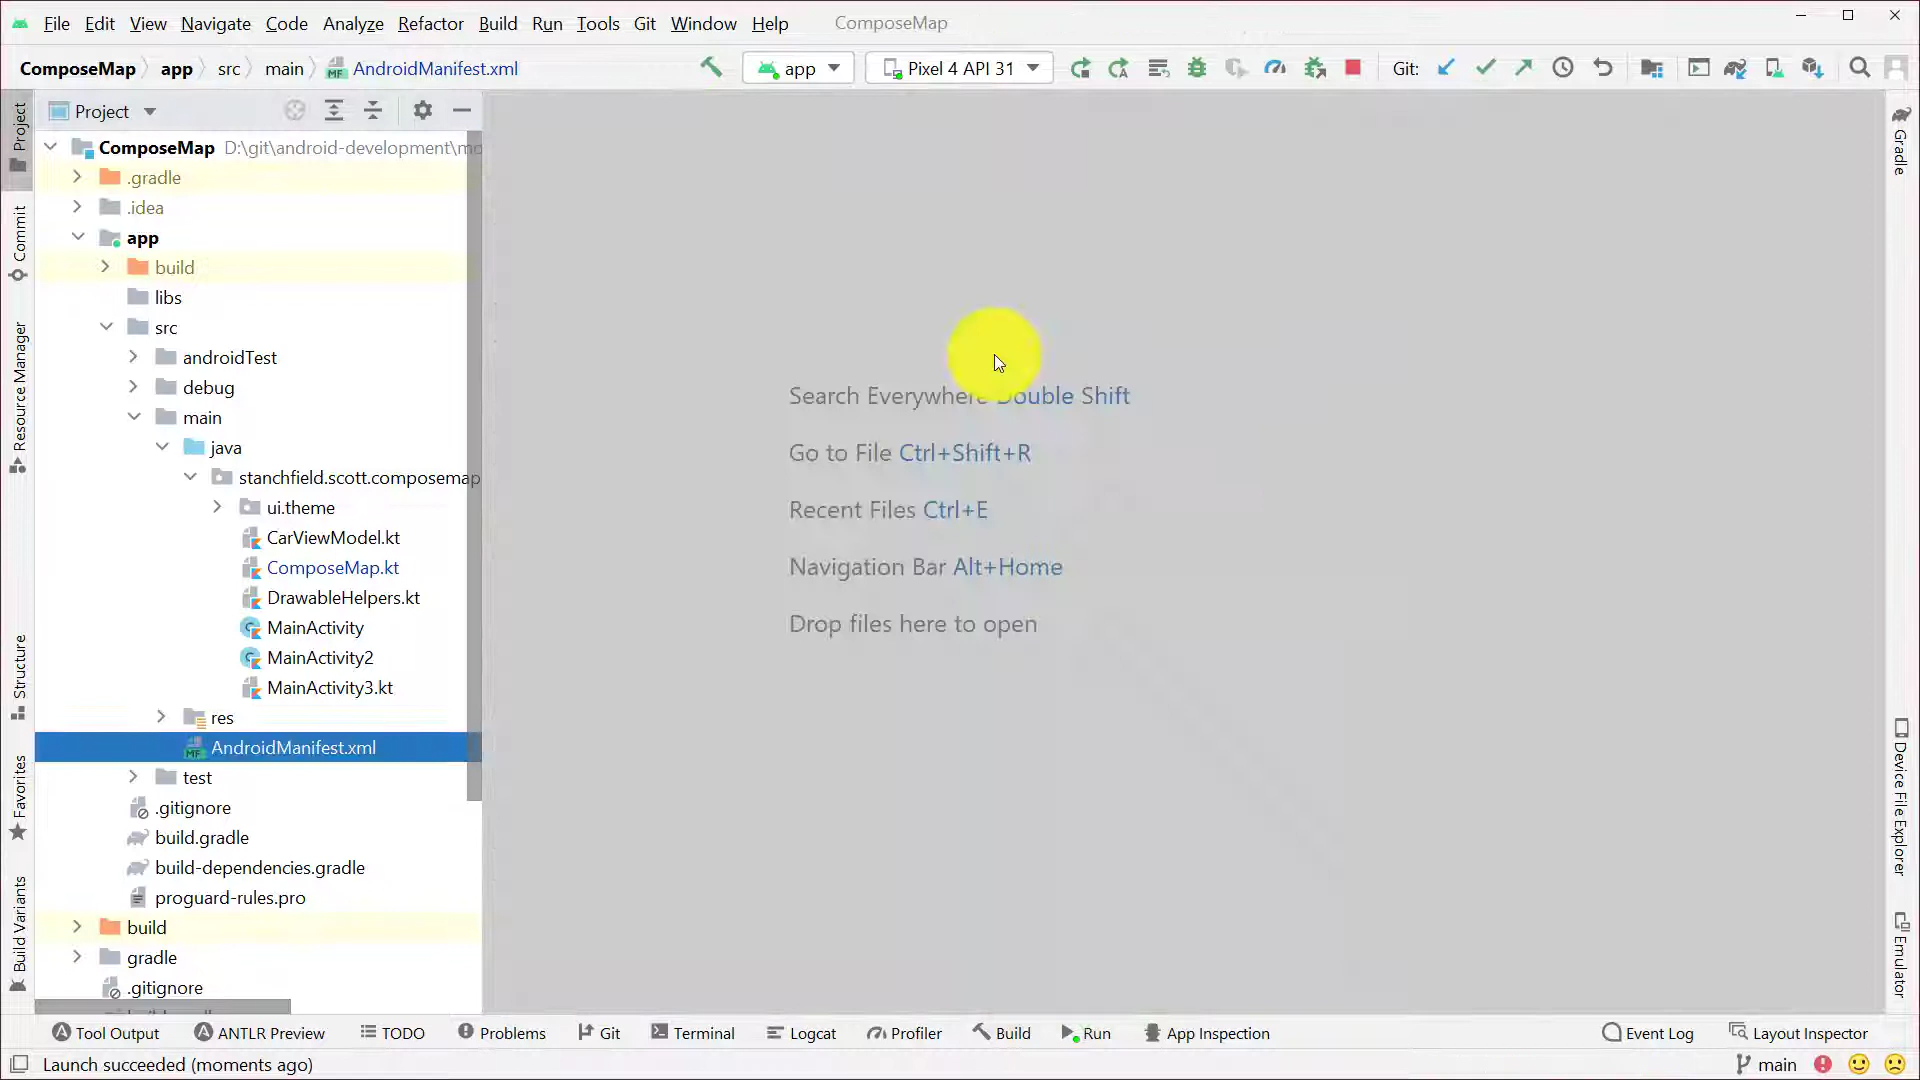 File Edit View Navigate Code Analyze Refactor Build Run Tools Git Window Help ComposeMap
ComposeMap app src main AndroidManifest.xml app Pixel 4 API 31 Git:
Project
ComposeMap D:\git\android-development\mo
.gradle
.idea
app
build
libs
src
androidTest
debug
main
java
stanchfield.scott.composemap
ui.theme
CarViewModel.kt
ComposeMap.kt
DrawableHelpers.kt
MainActivity
MainActivity2
MainActivity3.kt
res
AndroidManifest.xml
test
.gitignore
build.gradle
build-dependencies.gradle
proguard-rules.pro
build
gradle
.gitignore
Search Everywhere Double Shift
Go to File Ctrl+Shift+R
Recent Files Ctrl+E
Navigation Bar Alt+Home
Drop files here to open
Project
Commit
Resource Manager
Structure
Favorites
Build Variants
Gradle
Device File Explorer
Emulator
Tool Output ANTLR Preview TODO Problems Git Terminal Logcat Profiler Build Run App Inspection Event Log Layout Inspector
Launch succeeded (moments ago) main